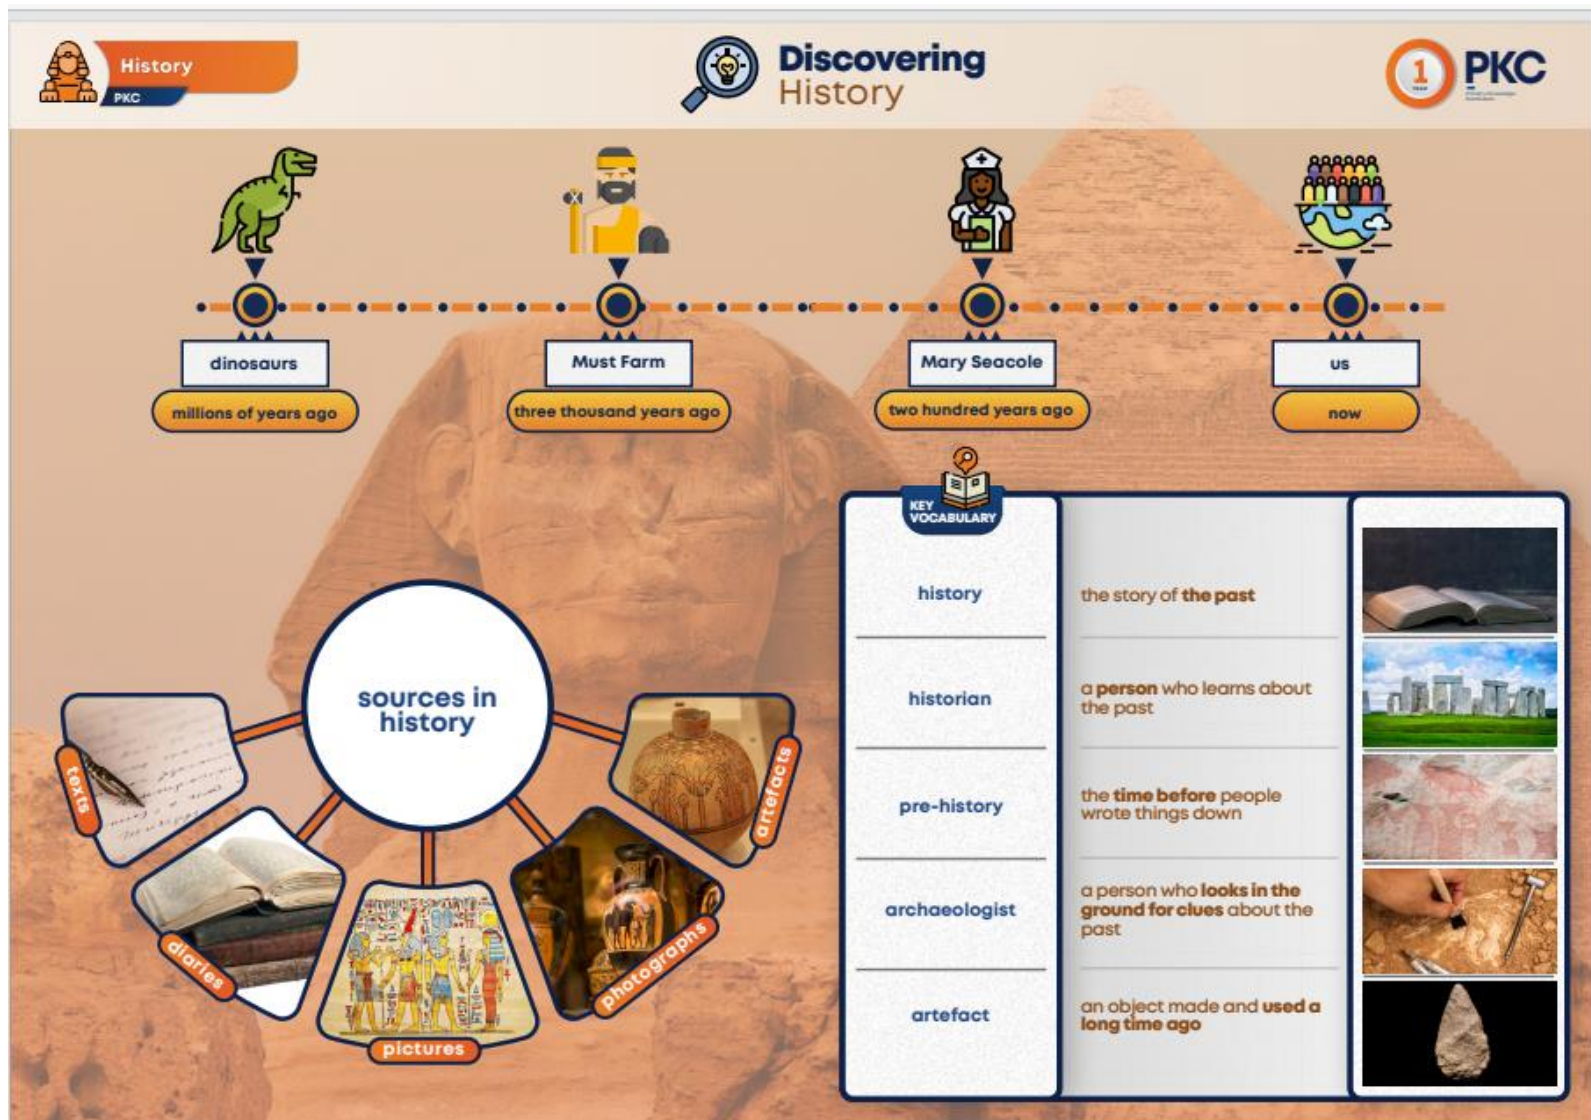 History
PKC
Discovering
History
1
YEAR
PKC
dinosaurs
millions of years ago
Must Farm
three thousand years ago
Mary Seacole
two hundred years ago
us
now
sources in
history
texts
diaries
pictures
photographs
artefacts
KEY
VOCABULARY
history
the story of the past
historian
a person who learns about
the past
pre-history
the time before people
wrote things down
archaeologist
a person who looks in the
ground for clues about the
past
artefact
an object made and used a
long time ago